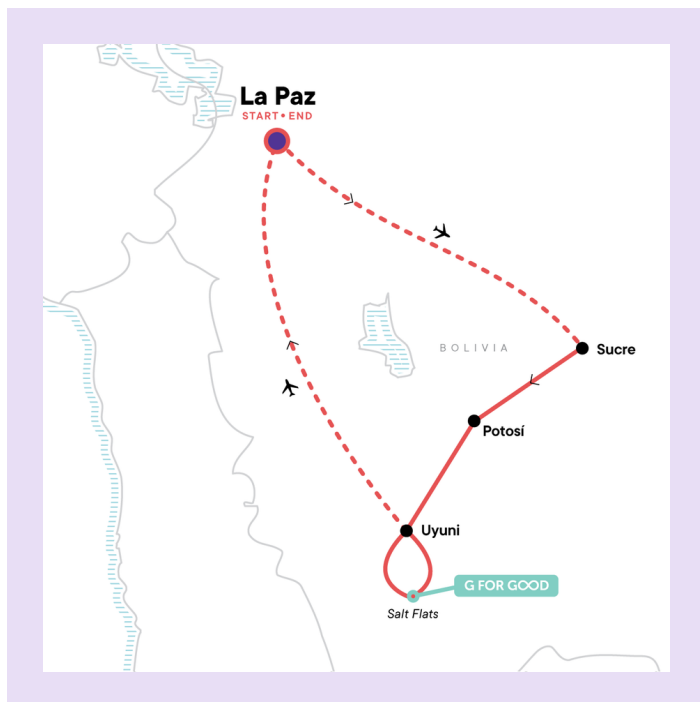 La Paz
START • END
BOLIVIA
Sucre
Potosí
Uyuni
G FOR GOOD
Salt Flats